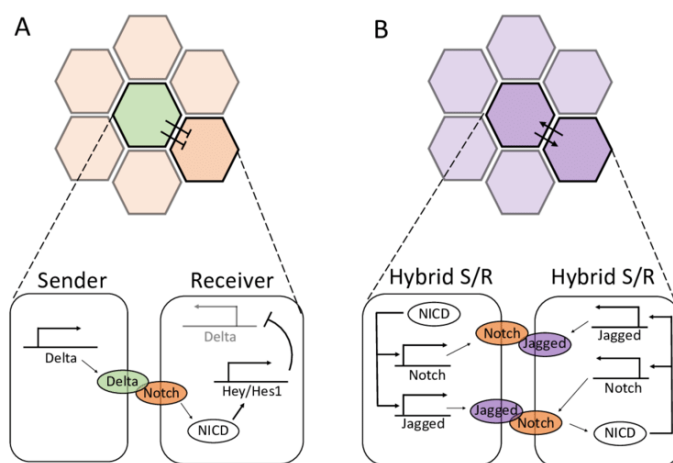 A
B
Sender
Receiver
Delta
Delta
Delta
Notch
Hey/Hes1
NICD
Hybrid S/R
Hybrid S/R
NICD
Notch
Jagged
Jagged
Notch
Notch
Jagged
Jagged
Notch
NICD